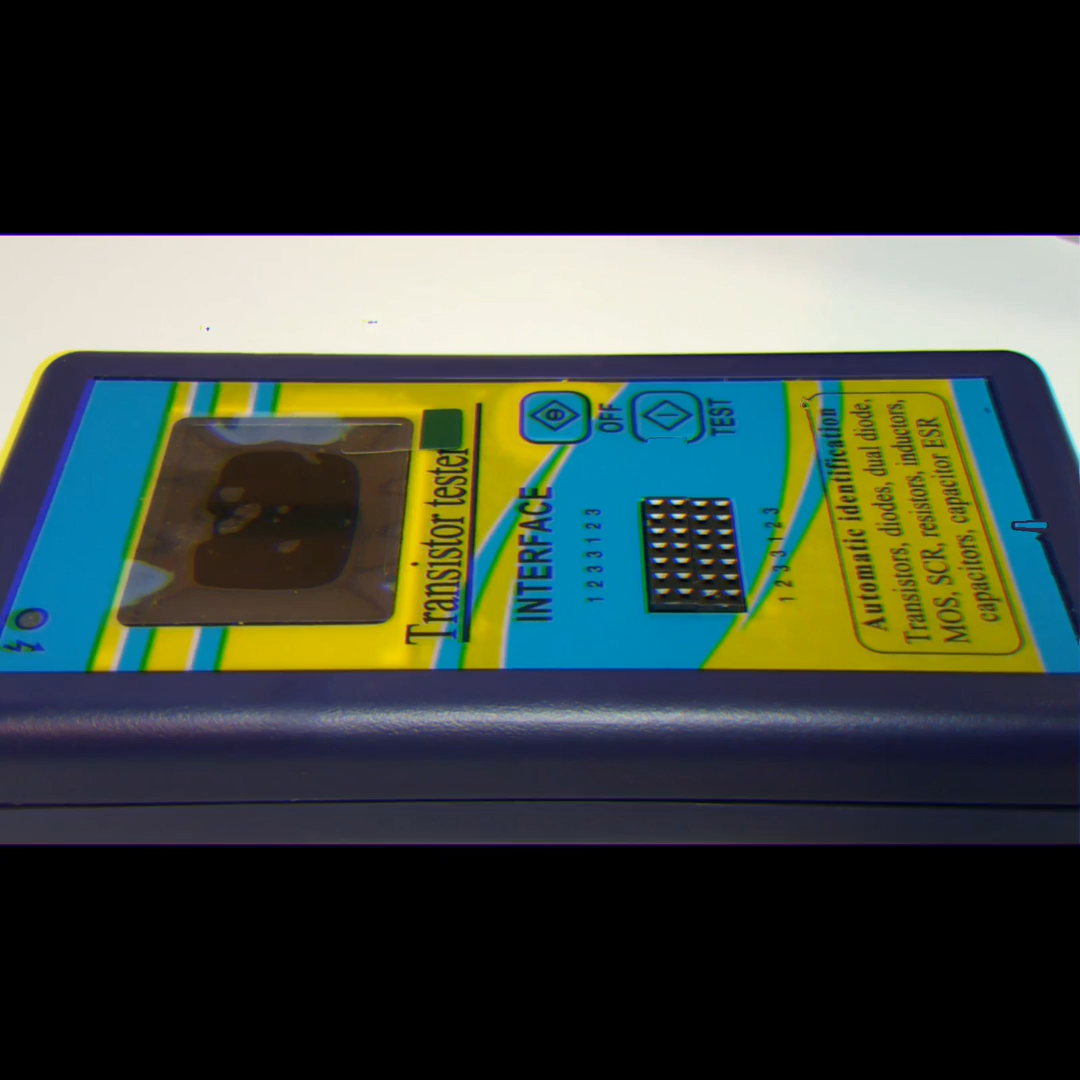 Transistor tester
OFF
TEST
INTERFACE
1 2 3 3 1 2 3
1 2 3 3 1 2 3
Automatic identification
Transistors, diodes, dual diode,
MOS, SCR, resistors, inductors,
capacitors, capacitor ESR